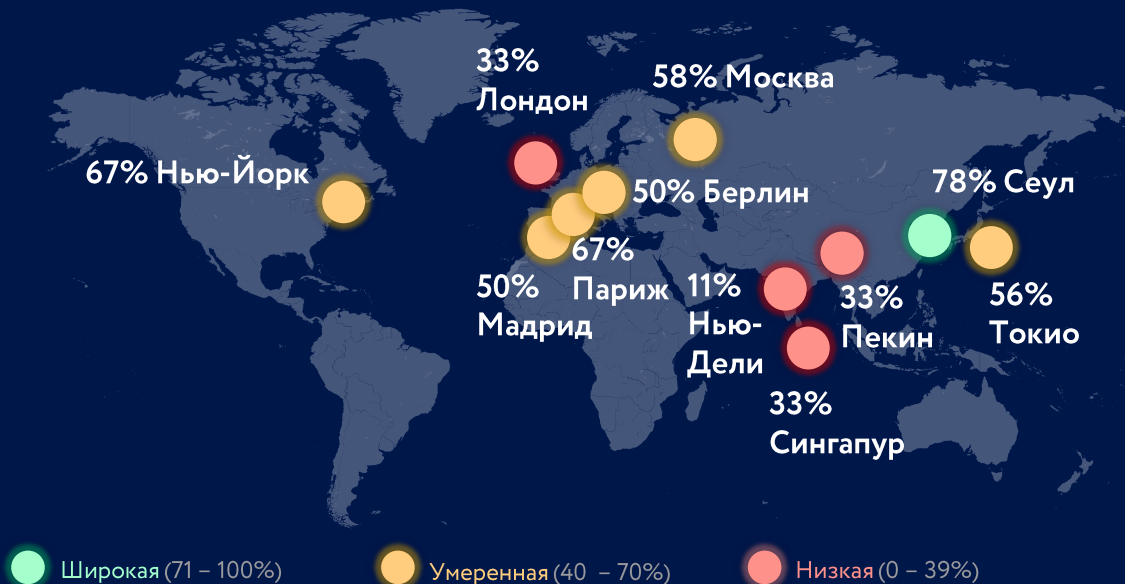 33%
Лондон
58% Москва
67% Нью-Йорк
50% Берлин
78% Сеул
67%
Париж
50%
Мадрид
11%
Нью-
Дели
33%
Пекин
56%
Токио
33%
Сингапур
Широкая (71 – 100%)
Умеренная (40 – 70%)
Низкая (0 – 39%)